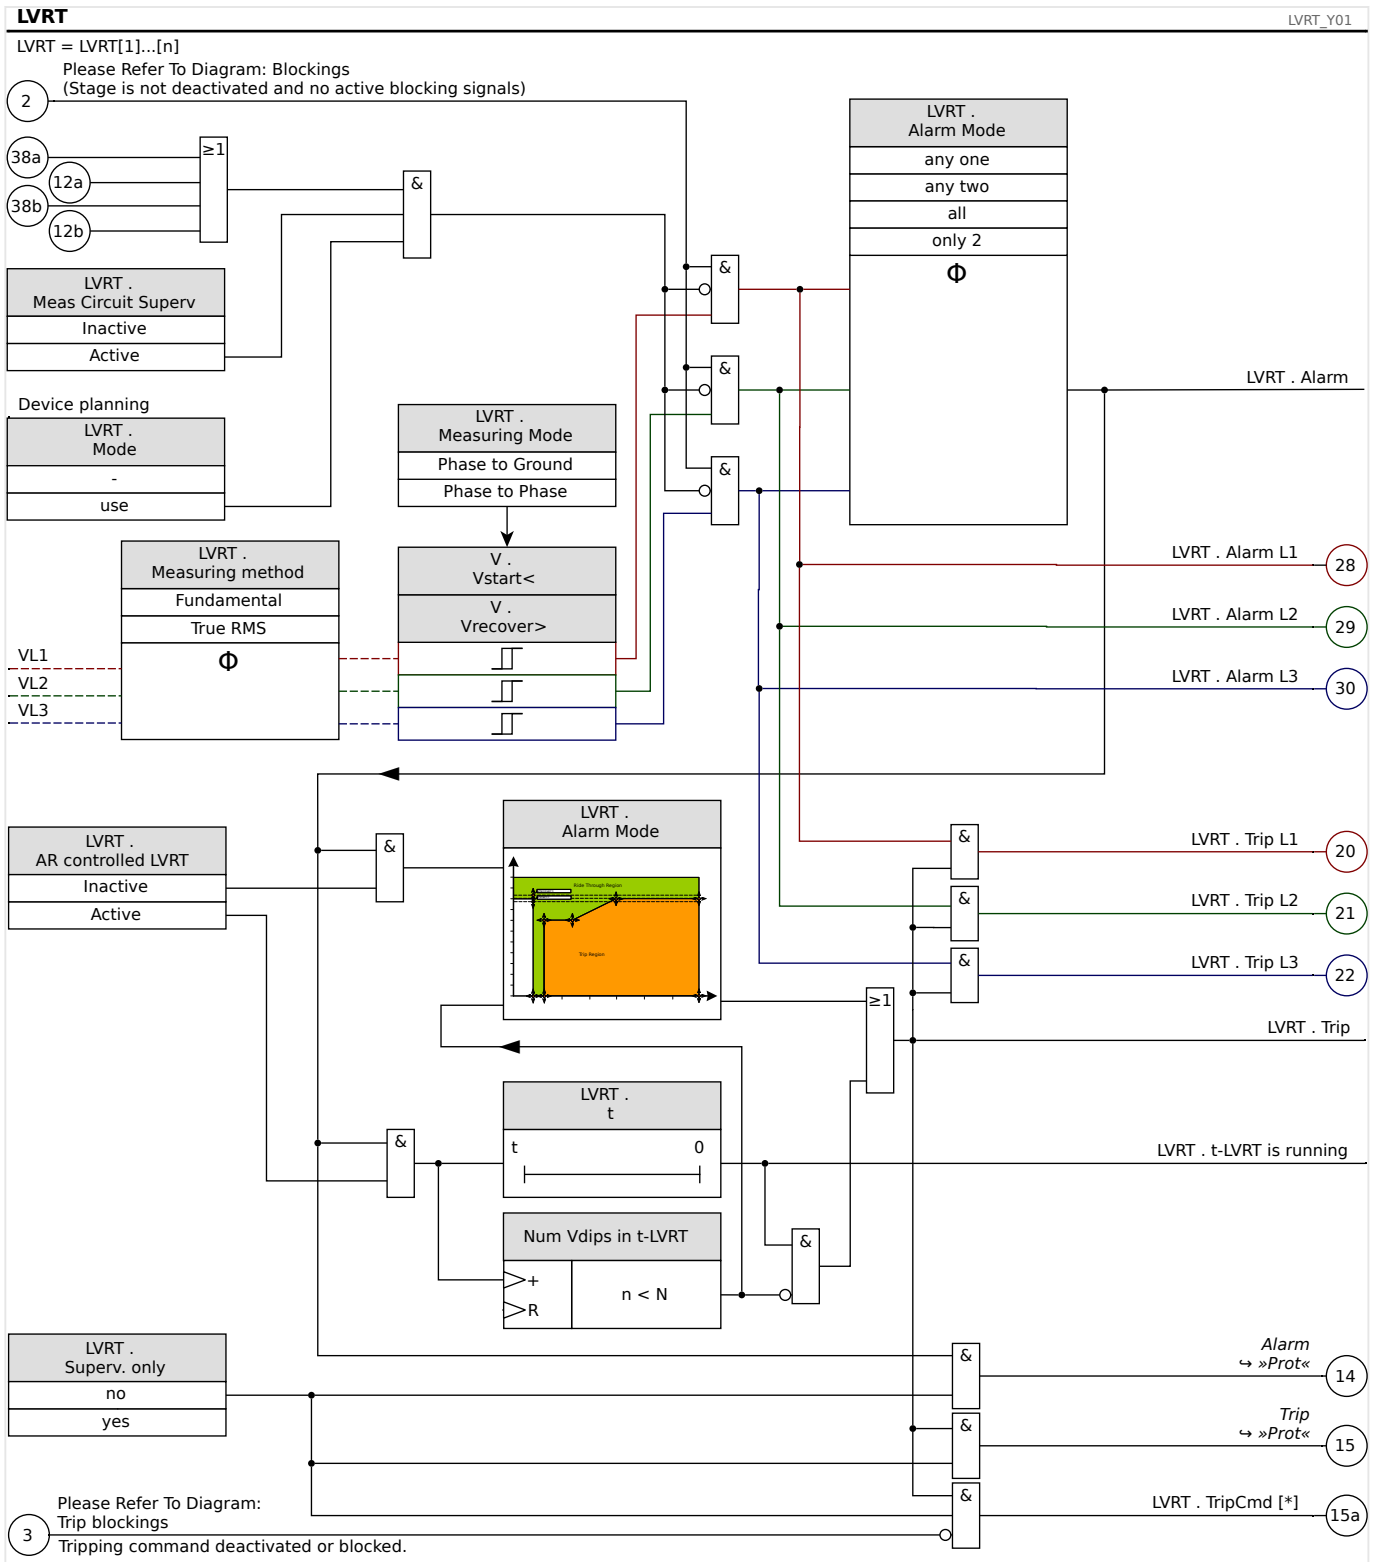 LVRT
LVRT_Y01
LVRT = LVRT[1]...[n]
Please Refer To Diagram: Blockings
(Stage is not deactivated and no active blocking signals)
2
38a
12a
38b
12b
≥1
&
LVRT .
Meas Circuit Superv
Inactive
Active
Device planning
LVRT .
Mode
-
use
LVRT .
Measuring Mode
Phase to Ground
Phase to Phase
LVRT .
Alarm Mode
any one
any two
all
only 2
Φ
&
&
&
LVRT . Alarm
LVRT .
Measuring method
Fundamental
True RMS
Φ
VL1
VL2
VL3
V .
Vstart<
V .
Vrecover>
LVRT . Alarm L1
28
LVRT . Alarm L2
29
LVRT . Alarm L3
30
LVRT .
AR controlled LVRT
Inactive
Active
&
LVRT .
Alarm Mode
Ride Through Region
Trip Region
&
LVRT . Trip L1
20
&
LVRT . Trip L2
21
&
LVRT . Trip L3
22
≥1
LVRT . Trip
&
LVRT .
t
t
0
LVRT . t-LVRT is running
Num Vdips in t-LVRT
+
R
n < N
&
LVRT .
Superv. only
no
yes
&
Alarm
↪ »Prot«
14
&
Trip
↪ »Prot«
15
&
LVRT . TripCmd [*]
15a
Please Refer To Diagram:
Trip blockings
3
Tripping command deactivated or blocked.